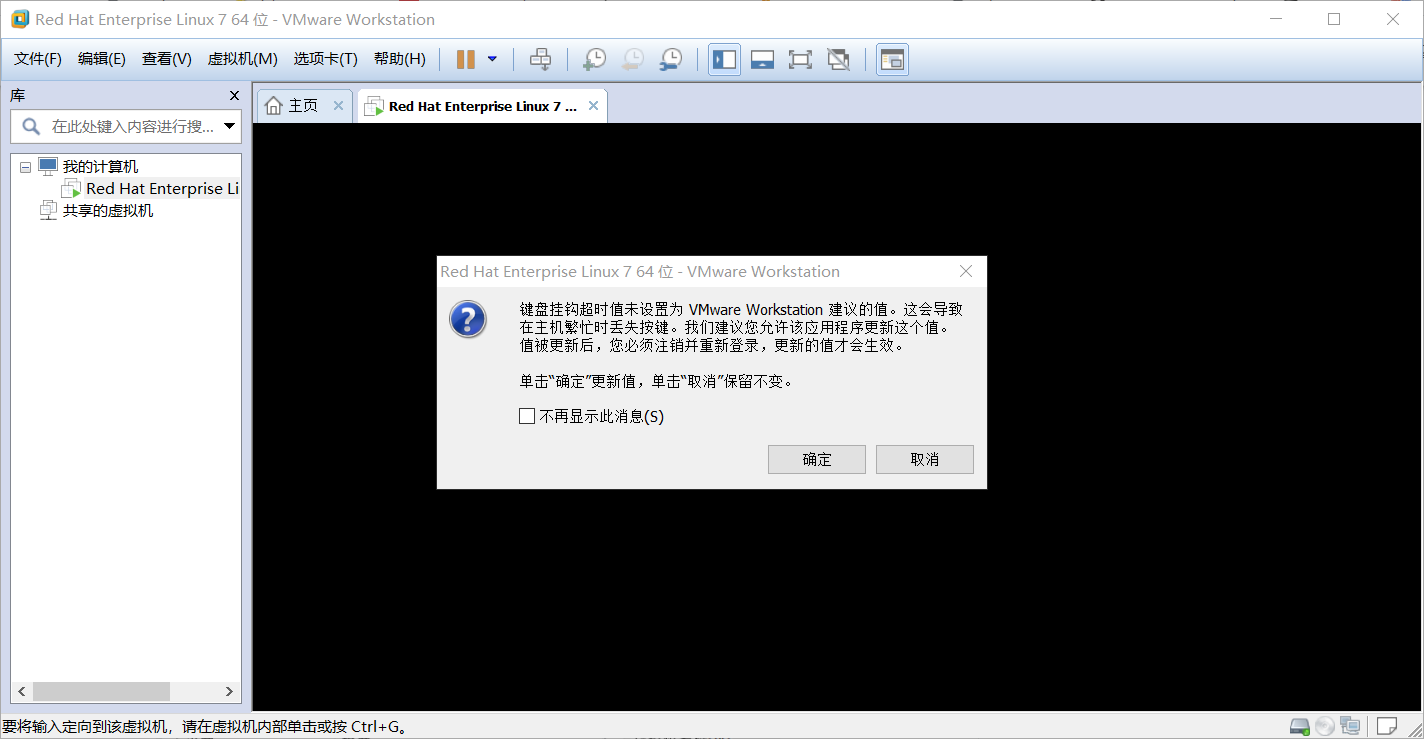 Red Hat Enterprise Linux 7 64 位 - VMware Workstation
文件(F) 编辑(E) 查看(V) 虚拟机(M) 选项卡(T) 帮助(H)
库
主页
Red Hat Enterprise Linux 7 ...
在此处键入内容进行搜...
我的计算机
Red Hat Enterprise Li
共享的虚拟机
Red Hat Enterprise Linux 7 64 位 - VMware Workstation
键盘挂钩超时值未设置为 VMware Workstation 建议的值。这会导致
在主机繁忙时丢失按键。我们建议您允许该应用程序更新这个值。
值被更新后，您必须注销并重新登录，更新的值才会生效。
单击“确定”更新值，单击“取消”保留不变。
不再显示此消息(S)
确定 取消
要将输入定向到该虚拟机，请在虚拟机内部单击或按 Ctrl+G。